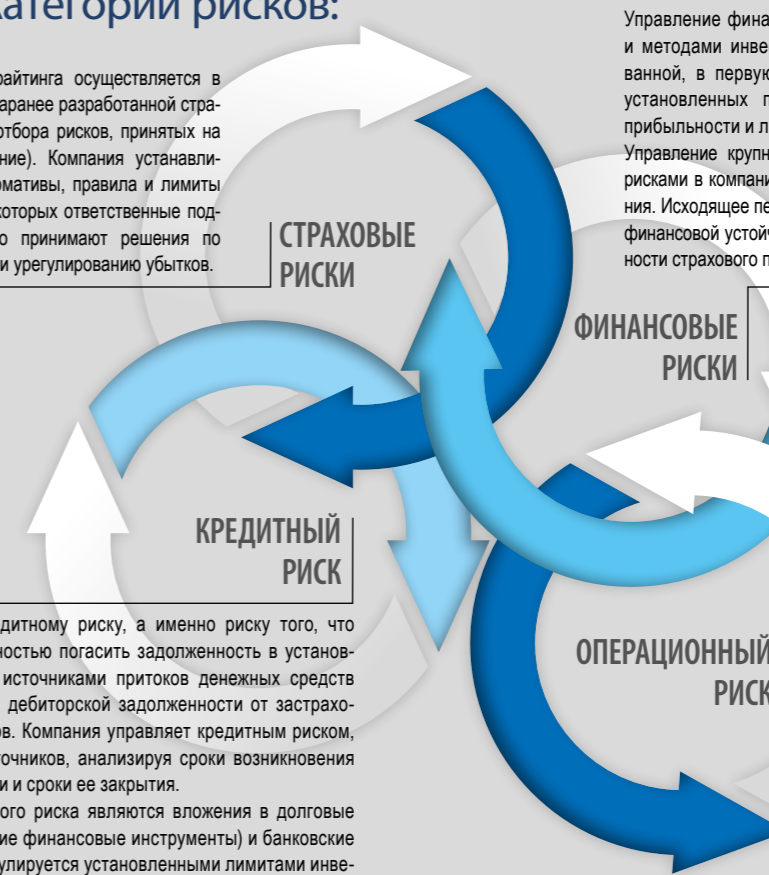 категории рисков:
райтинга осуществляется в
заранее разработанной стра-
отбора рисков, принятых на
ние). Компания устанавли-
рмативы, правила и лимиты
которых ответственные под-
о принимают решения по
и урегулированию убытков.
СТРАХОВЫЕ
РИСКИ
Управление фина
и методами инве
ванной, в первую
установленных п
прибыльности и л
Управление крупн
рисками в компани
ния. Исходящее пе
финансовой устойч
ности страхового п
ФИНАНСОВЫЕ
РИСКИ
КРЕДИТНЫЙ
РИСК
дитному риску, а именно риску того, что
ностью погасить задолженность в установ-
источниками притоков денежных средств
дебиторской задолженности от застрахо-
ов. Компания управляет кредитным риском,
точников, анализируя сроки возникновения
и и сроки ее закрытия.
ого риска являются вложения в долговые
ие финансовые инструменты) и банковские
улируется установленными лимитами инве-
ОПЕРАЦИОННЫЙ
РИСК